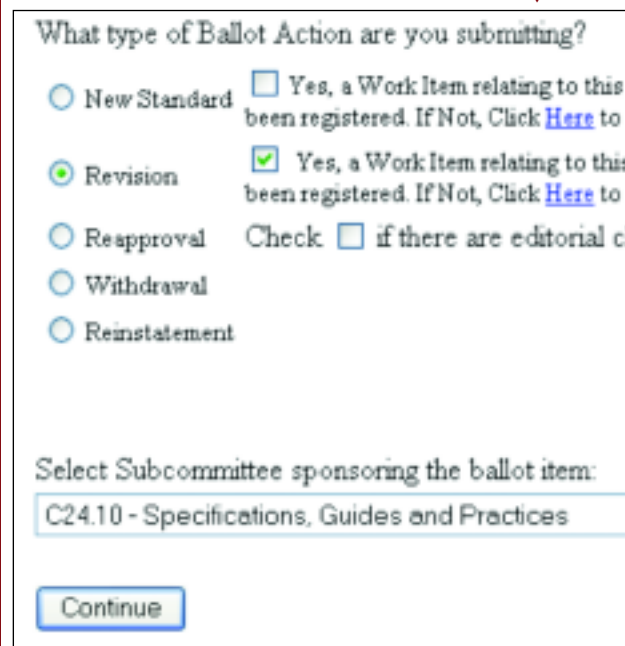 What type of Ballot Action are you submitting?
New Standard
Yes, a Work Item relating to this
been registered. If Not, Click Here to
Revision
Yes, a Work Item relating to this
been registered. If Not, Click Here to
Reapproval Check if there are editorial
Withdrawal
Reinstatement
Select Subcommittee sponsoring the ballot item:
C24.10 - Specifications, Guides and Practices
Continue